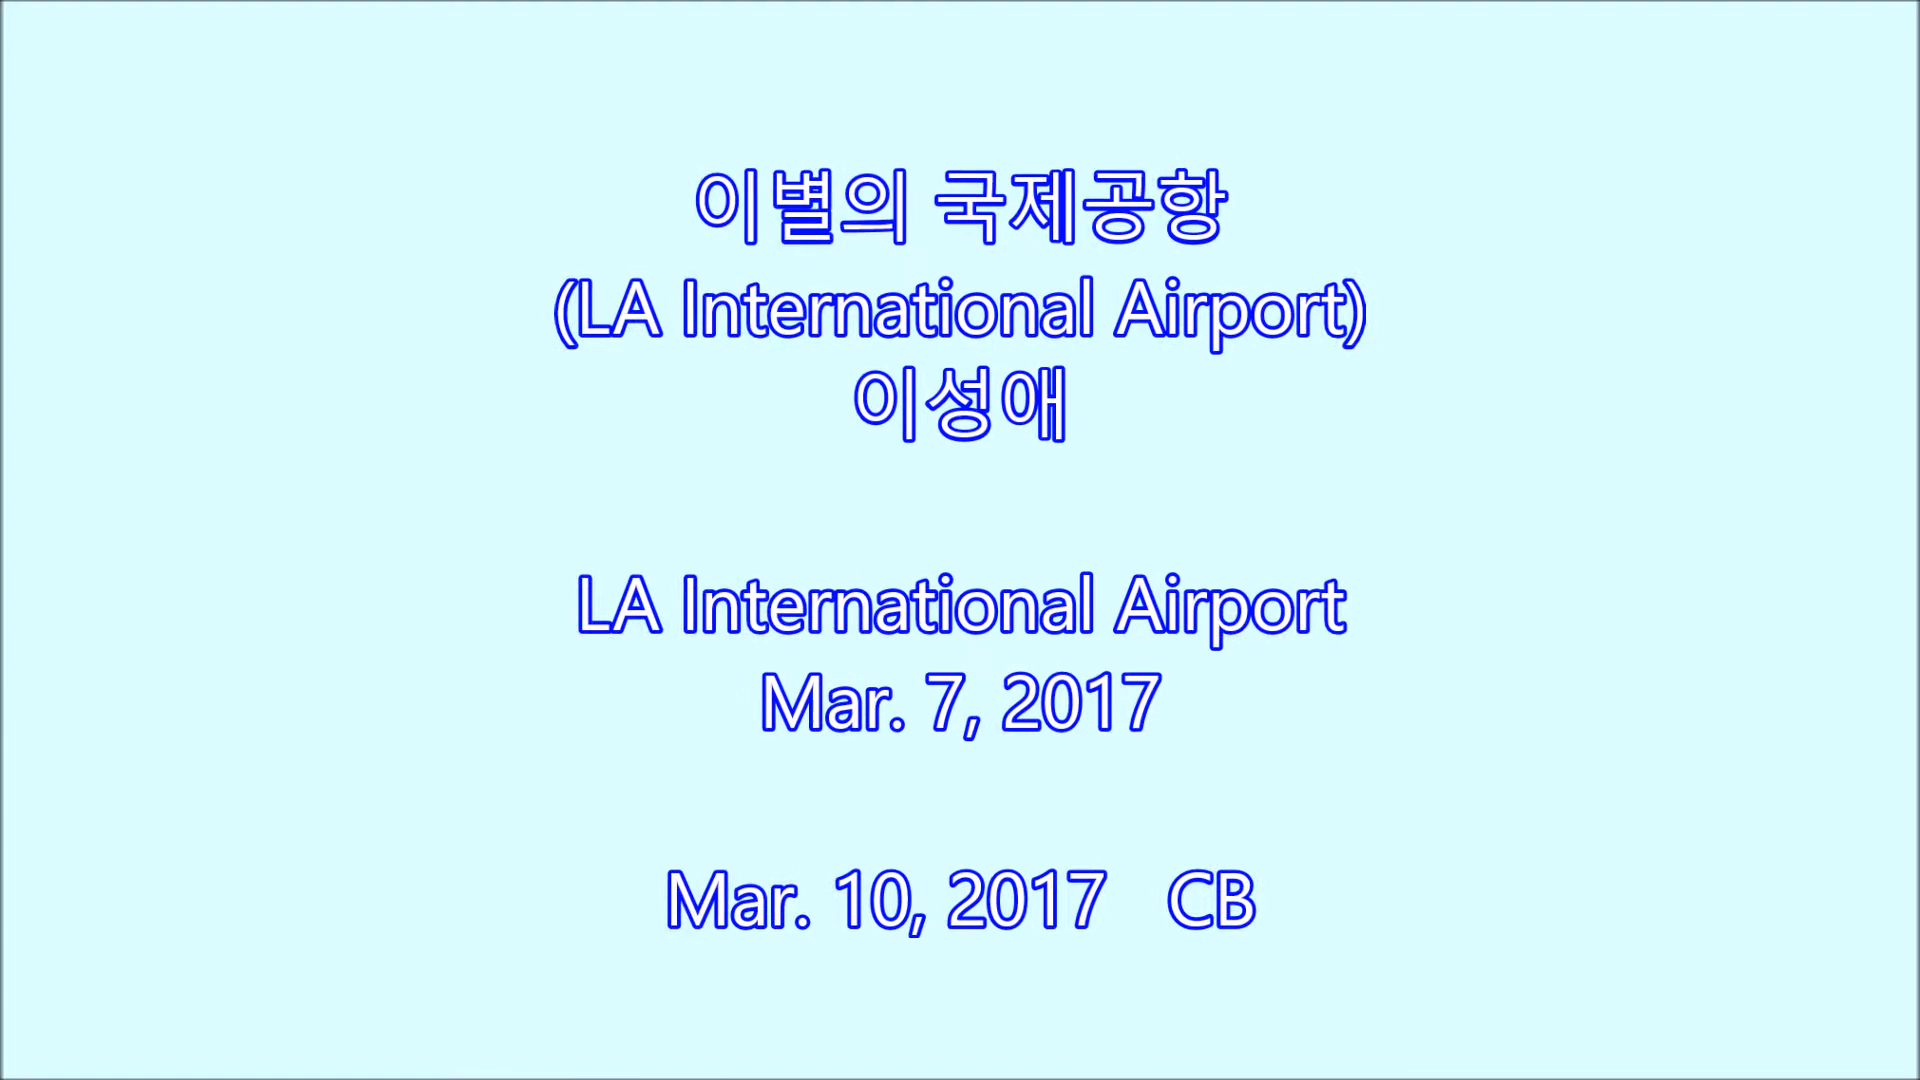 이별의 국제공항
(LA International Airport)
이성애
LA International Airport
Mar. 7, 2017
Mar. 10, 2017 CB